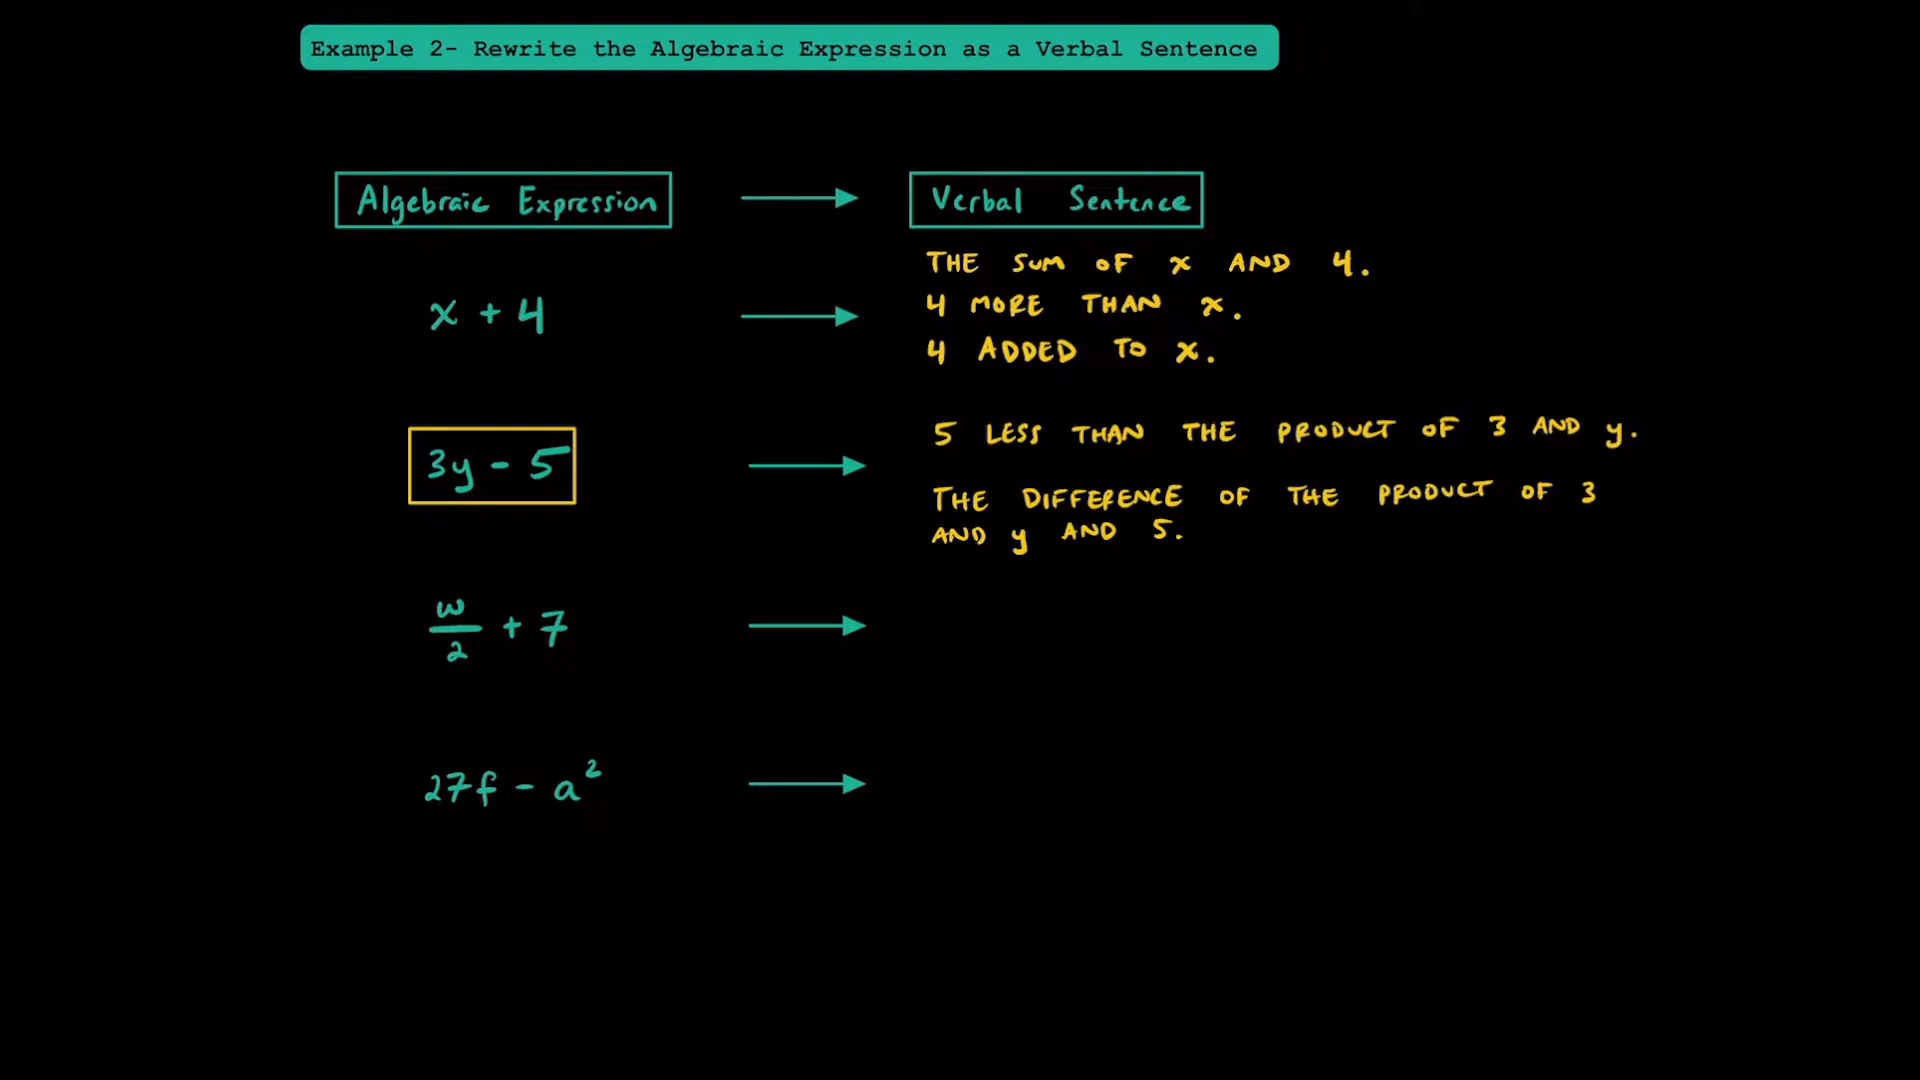 Example 2- Rewrite the Algebraic Expression as a Verbal Sentence
Algebraic Expression
Verbal Sentence
x + 4
THE SUM OF x AND 4.
4 MORE THAN x.
4 ADDED TO x.
3y - 5
5 LESS THAN THE PRODUCT OF 3 AND y.
THE DIFFERENCE OF THE PRODUCT OF 3
AND y AND 5.
w/2 + 7
27f - a²